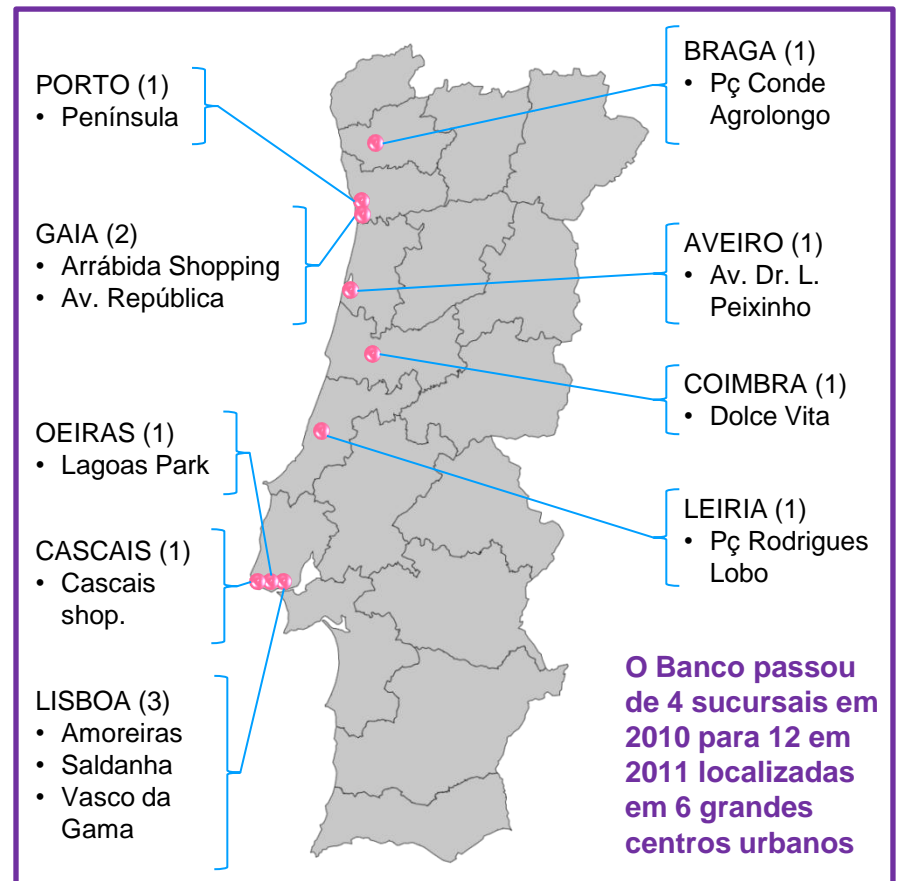 PORTO (1)
• Península
GAIA (2)
• Arrábida Shopping
• Av. República
OEIRAS (1)
• Lagoas Park
CASCAIS (1)
• Cascais
shop.
LISBOA (3)
• Amoreiras
• Saldanha
• Vasco da
Gama
BRAGA (1)
• Pç Conde
Agrolongo
AVEIRO (1)
• Av. Dr. L.
Peixinho
COIMBRA (1)
• Dolce Vita
LEIRIA (1)
• Pç Rodrigues
Lobo
O Banco passou
de 4 sucursais em
2010 para 12 em
2011 localizadas
em 6 grandes
centros urbanos